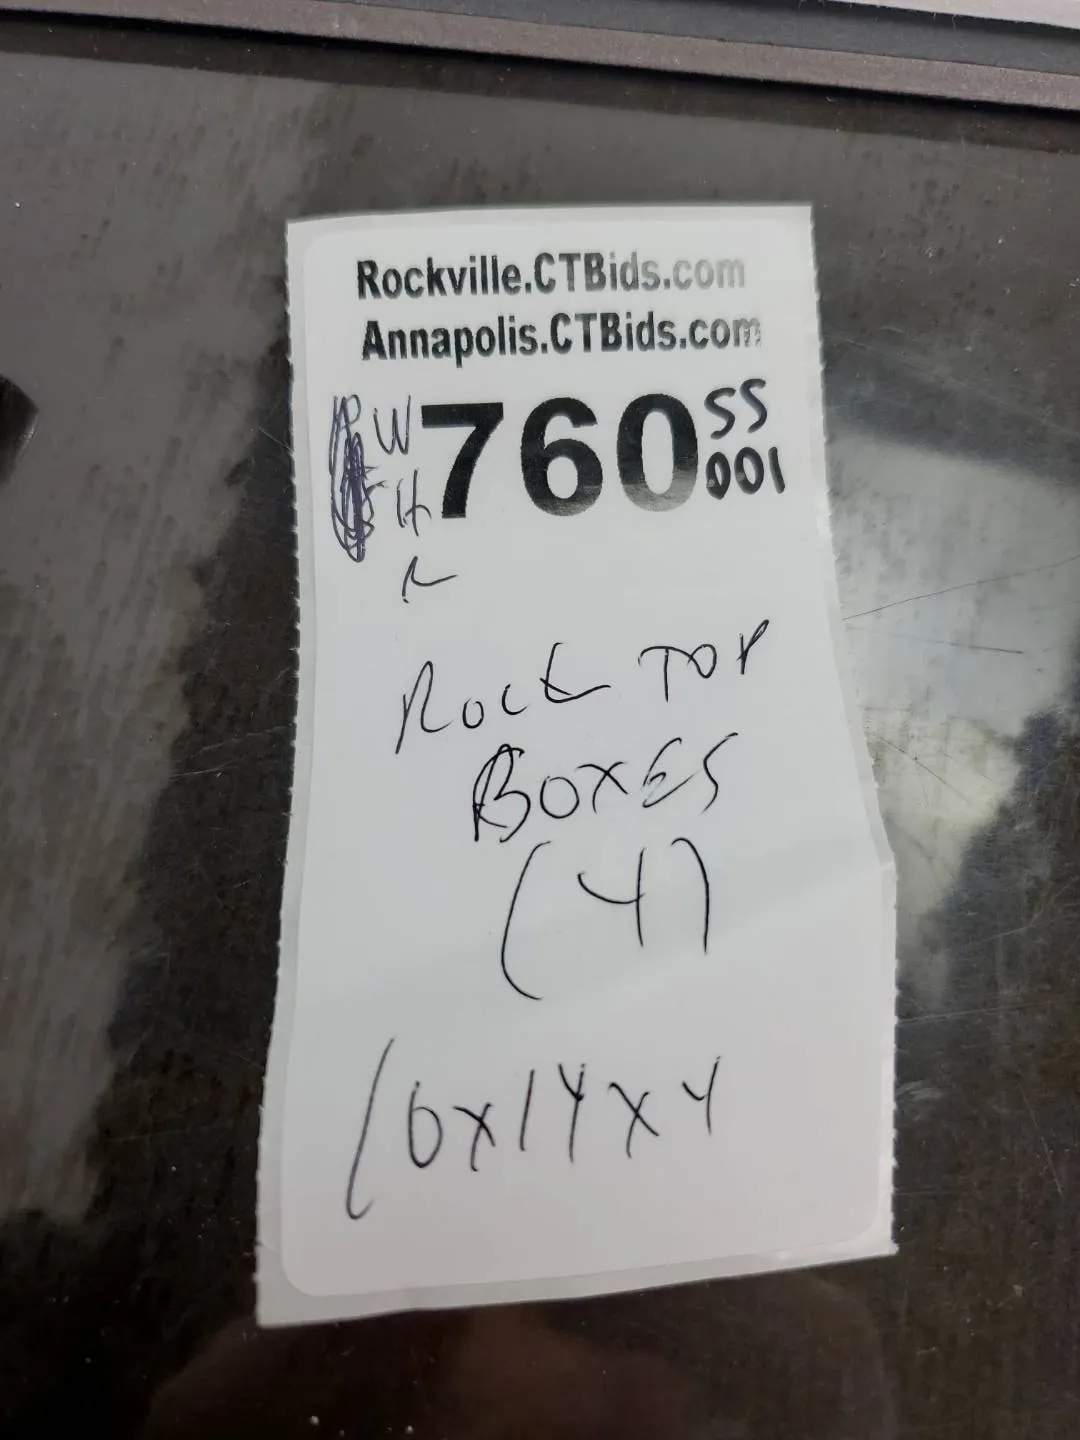 Rockville.CTBids.com
Annapolis.CTBids.com
W 760 SS
H 001
ROCK TOP
BOXES
(4)
10x14x4